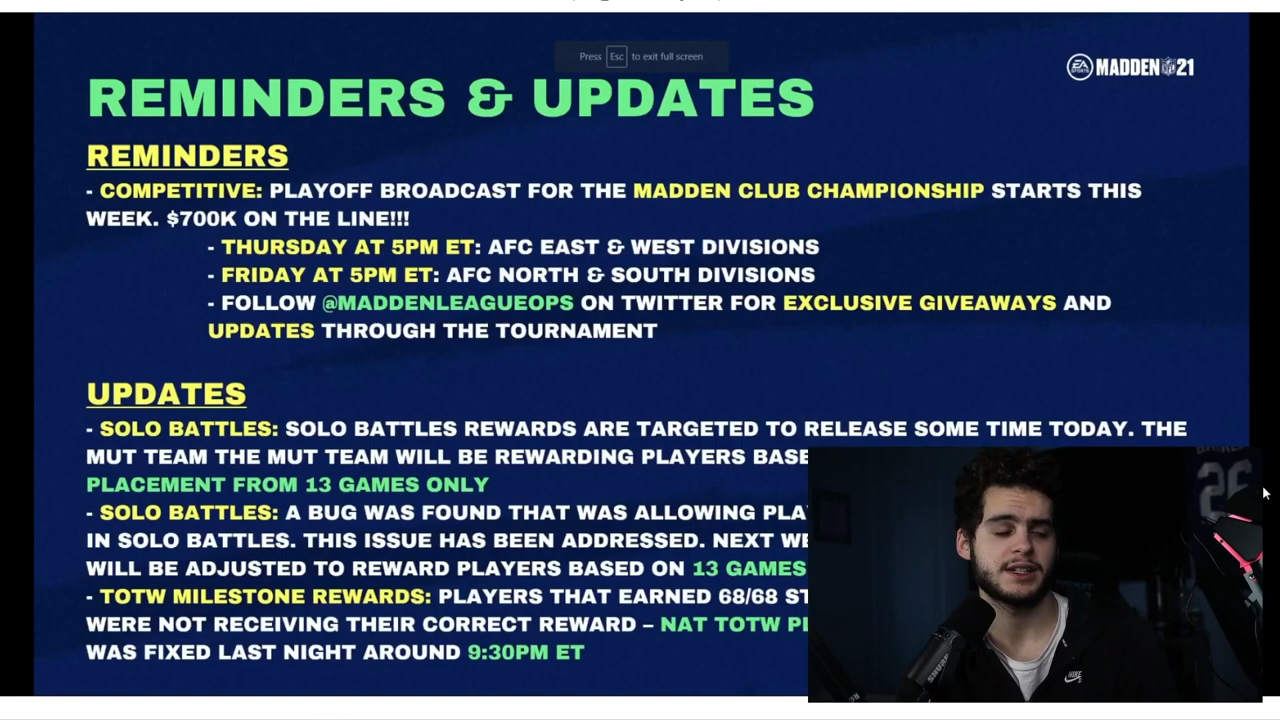 Press Esc to exit full screen
EA SPORTS MADDEN NFL 21
REMINDERS & UPDATES
REMINDERS
- COMPETITIVE: PLAYOFF BROADCAST FOR THE MADDEN CLUB CHAMPIONSHIP STARTS THIS
WEEK. $700K ON THE LINE!!!
- THURSDAY AT 5PM ET: AFC EAST & WEST DIVISIONS
- FRIDAY AT 5PM ET: AFC NORTH & SOUTH DIVISIONS
- FOLLOW @MADDENLEAGUEOPS ON TWITTER FOR EXCLUSIVE GIVEAWAYS AND
UPDATES THROUGH THE TOURNAMENT
UPDATES
- SOLO BATTLES: SOLO BATTLES REWARDS ARE TARGETED TO RELEASE SOME TIME TODAY. THE
MUT TEAM THE MUT TEAM WILL BE REWARDING PLAYERS
PLACEMENT FROM 13 GAMES ONLY
- SOLO BATTLES: A BUG WAS FOUND THAT WAS ALLOWING
IN SOLO BATTLES. THIS ISSUE HAS BEEN ADDRESSED. NEXT
WILL BE ADJUSTED TO REWARD PLAYERS BASED ON 13 GAMES
- TOTW MILESTONE REWARDS: PLAYERS THAT EARNED 68/68
WERE NOT RECEIVING THEIR CORRECT REWARD – NAT TOTW
WAS FIXED LAST NIGHT AROUND 9:30PM ET
26
SHURE
NIKE